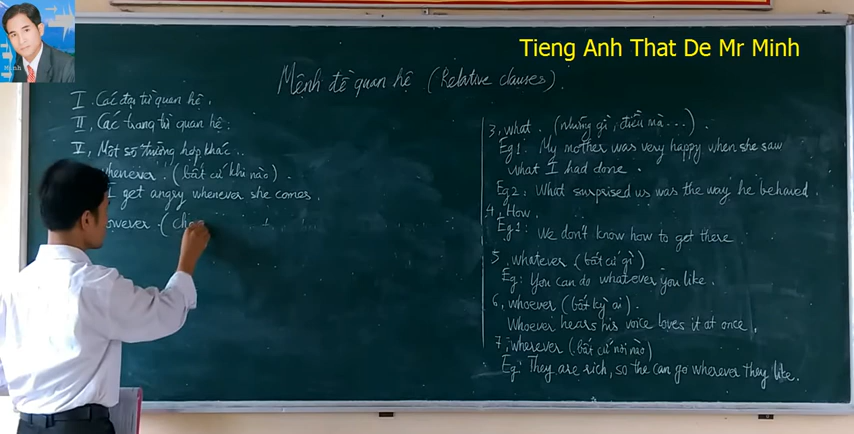 Tieng Anh That De Mr Minh
Minh
Mệnh đề quan hệ (Relative clauses).
I. Các đại từ quan hệ.
II, Các trạng từ quan hệ.
V, Một số trường hợp khác...
whenever. (bất cứ khi nào).
I get angry whenever she comes.
owever. (
3, what. (những gì, điều mà...).
Eg1. My mother was very happy when she saw
what I had done.
Eg2: What surprised us was the way he behaved.
4, How.
Eg1: We don't know how to get there.
5, whatever (bất cứ gì)
Eg: You can do whatever you like.
6, whoever (bất kỳ ai).
Whoever hears his voice loves it at once.
7, wherever (bất cứ nơi nào)
Eg: They are rich, so the can go wherever they like.